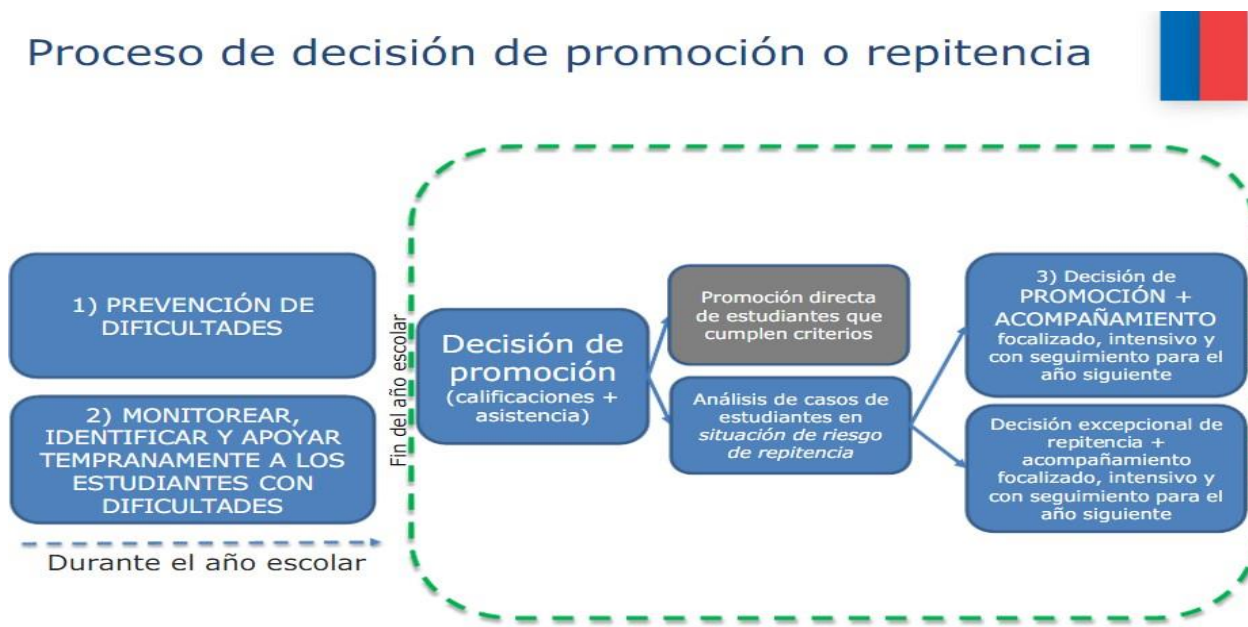 Proceso de decisión de promoción o repitencia
1) PREVENCIÓN DE
DIFICULTADES
2) MONITOREAR,
IDENTIFICAR Y APOYAR
TEMPRANAMENTE A LOS
ESTUDIANTES CON
DIFICULTADES
Durante el año escolar
Fin del año escolar
Decisión de
promoción
(calificaciones +
asistencia)
Promoción directa
de estudiantes que
cumplen criterios
Análisis de casos de
estudiantes en
situación de riesgo
de repitencia
3) Decisión de
PROMOCIÓN +
ACOMPAÑAMIENTO
focalizado, intensivo y
con seguimiento para el
año siguiente
Decisión excepcional de
repitencia +
acompañamiento
focalizado, intensivo y
con seguimiento para el
año siguiente